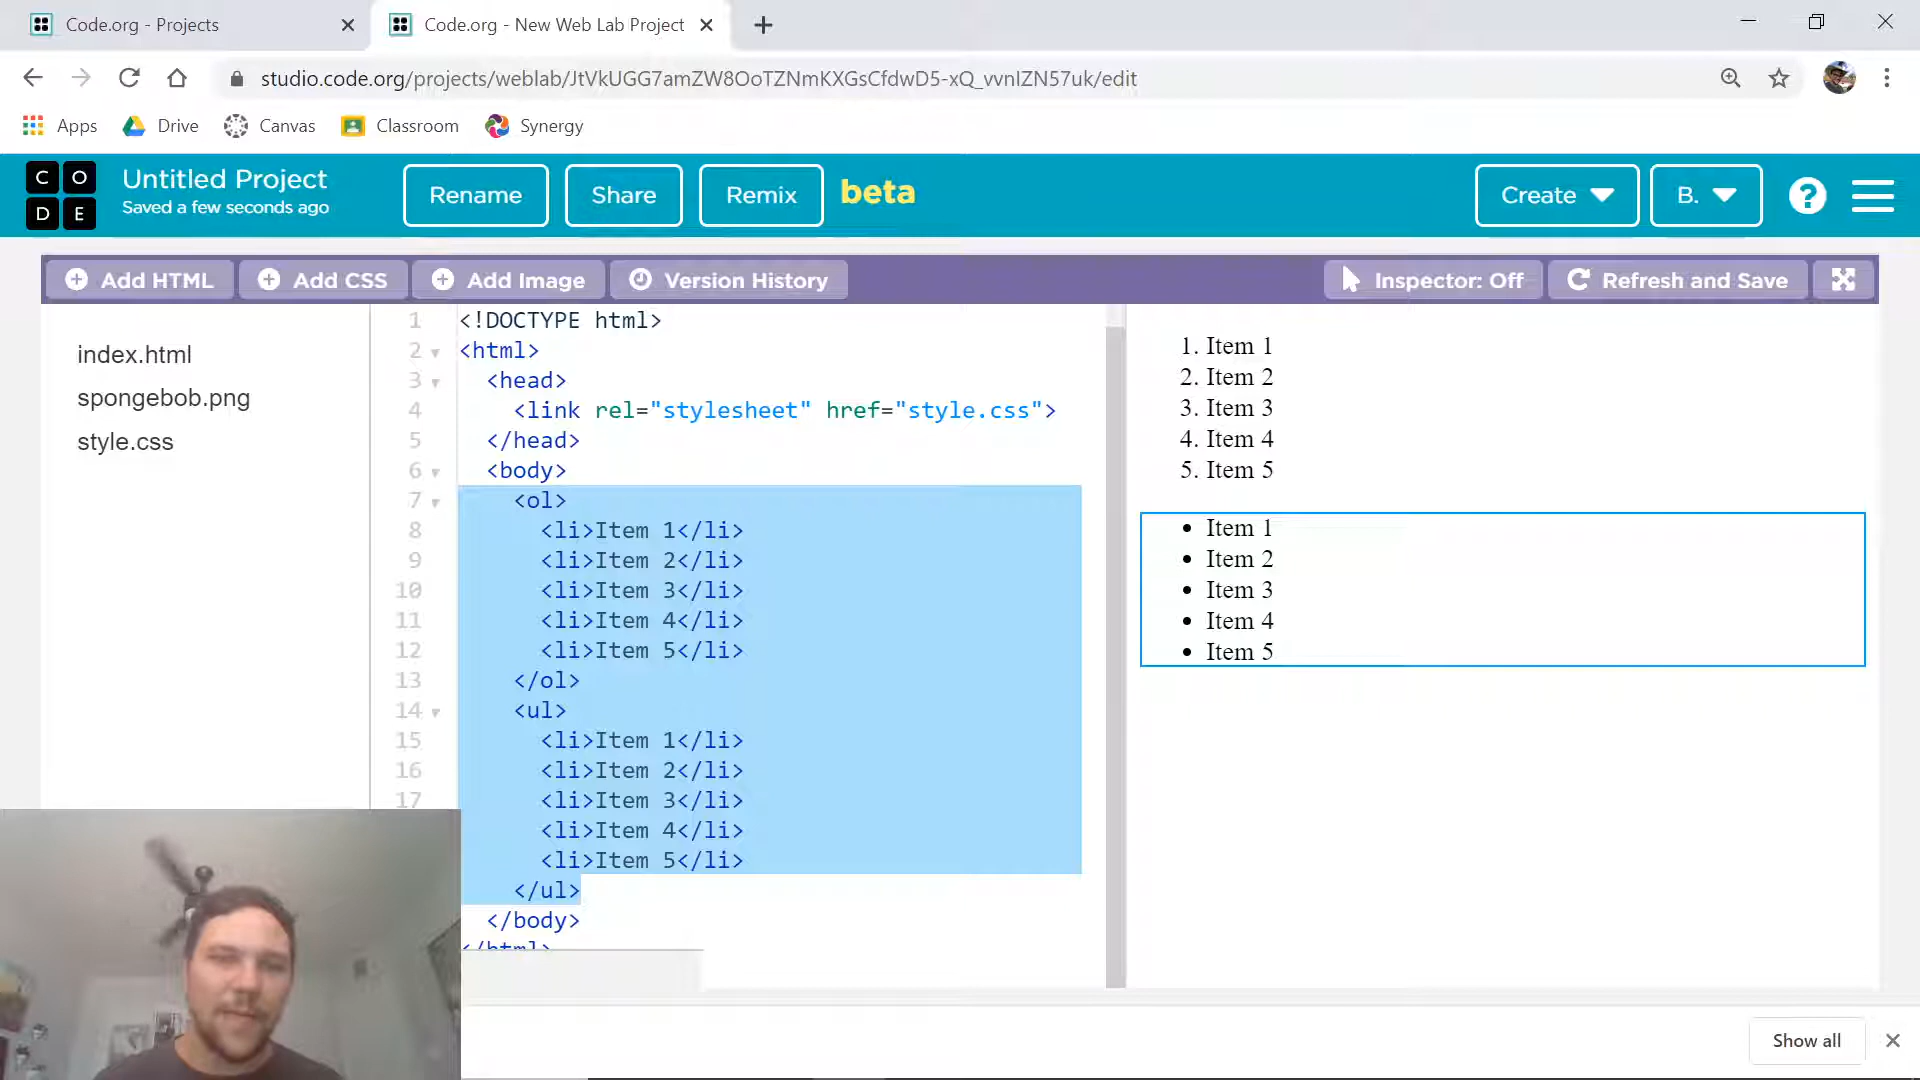 Code.org - Projects
Code.org - New Web Lab Project
studio.code.org/projects/weblab/JtVkUGG7amZW8OoTZNmKXGsCfdwD5-xQ_vvnIZN57uk/edit
Apps Drive Canvas Classroom Synergy
CODE
Untitled Project
Saved a few seconds ago
Rename Share Remix beta Create B. ?
Add HTML Add CSS Add Image Version History Inspector: Off Refresh and Save
index.html
spongebob.png
style.css
1 <!DOCTYPE html>
2 <html>
3 <head>
4 <link rel="stylesheet" href="style.css">
5 </head>
6 <body>
7 <ol>
8 <li>Item 1</li>
9 <li>Item 2</li>
10 <li>Item 3</li>
11 <li>Item 4</li>
12 <li>Item 5</li>
13 </ol>
14 <ul>
15 <li>Item 1</li>
16 <li>Item 2</li>
17 <li>Item 3</li>
<li>Item 4</li>
<li>Item 5</li>
</ul>
</body>
</html>
1. Item 1
2. Item 2
3. Item 3
4. Item 4
5. Item 5
• Item 1
• Item 2
• Item 3
• Item 4
• Item 5
Show all